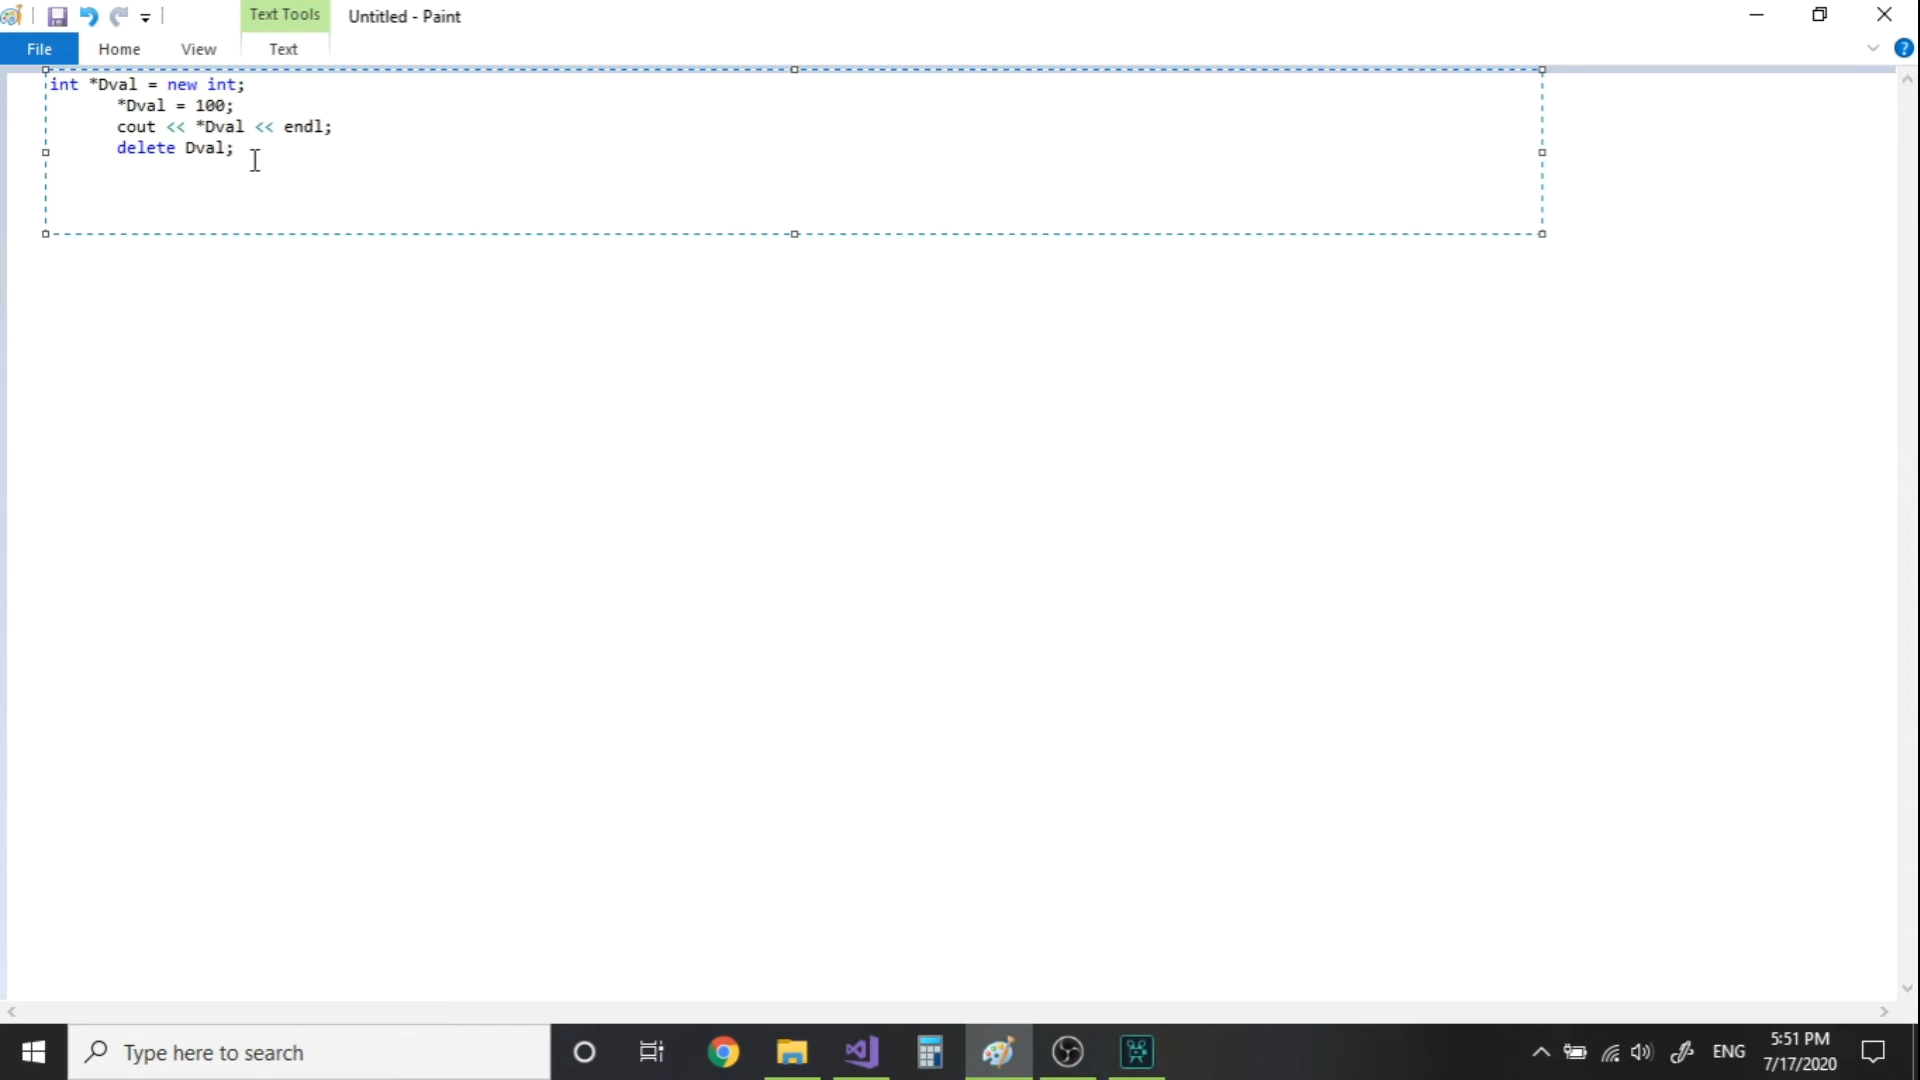 Text Tools
Untitled - Paint
File
Home
View
Text
int *Dval = new int;
*Dval = 100;
cout << *Dval << endl;
delete Dval;
Type here to search
ENG
5:51 PM
7/17/2020